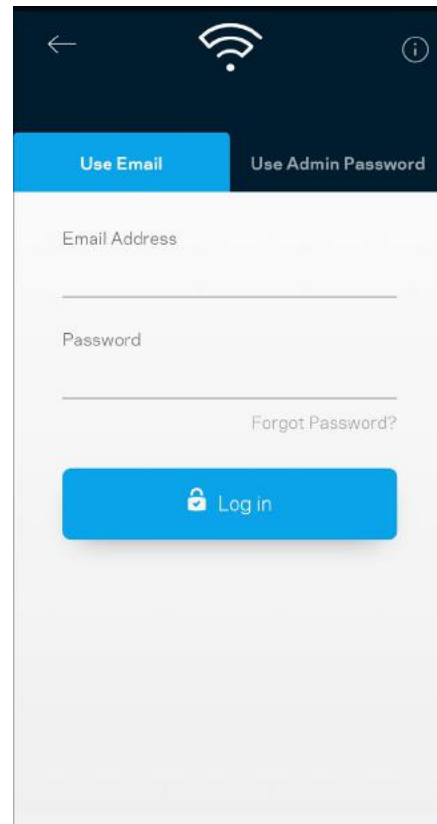 Use Email
Use Admin Password
Email Address
Password
Forgot Password?
Log in